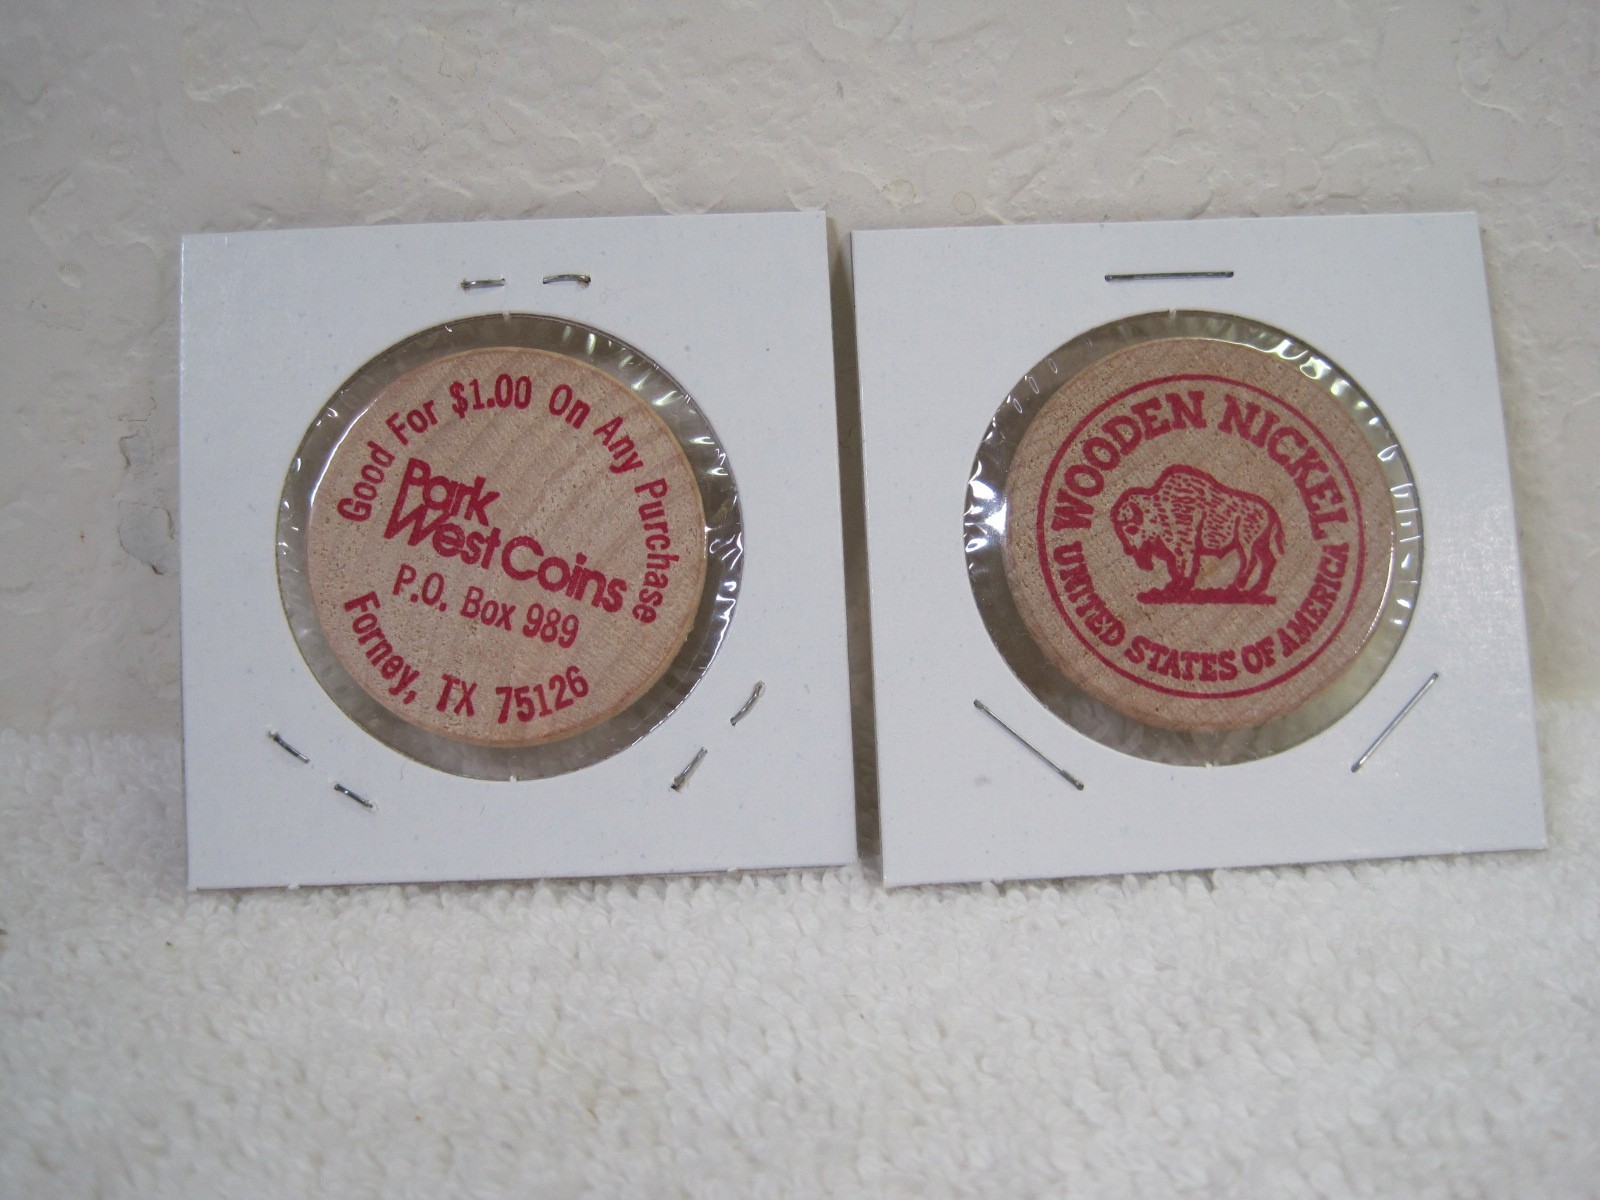 Good For $1.00 On Any Purchase
Park
West Coins
P.O. Box 989
Forney, TX 75126
WOODEN NICKEL
UNITED STATES OF AMERICA